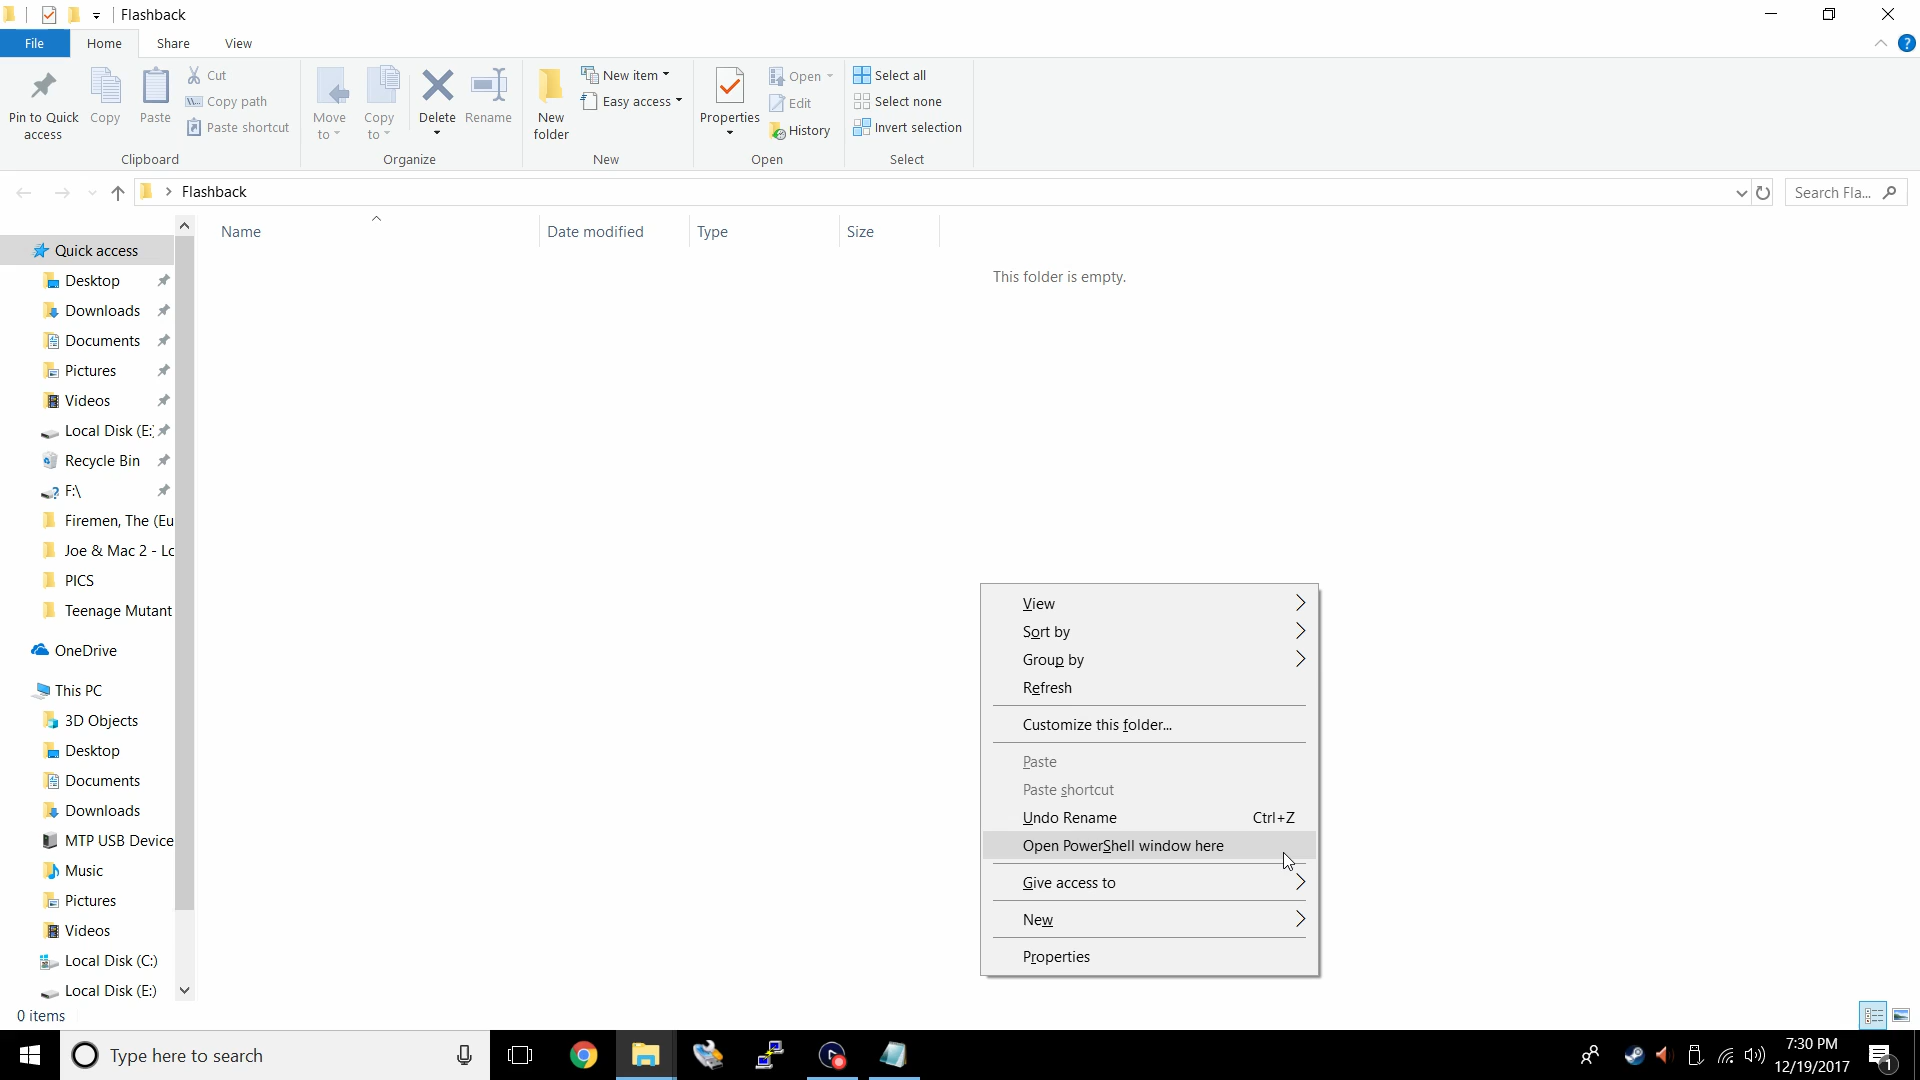 Flashback
File
Home
Share
View
Pin to Quick
access
Copy
Paste
Cut
Copy path
Paste shortcut
Clipboard
Move
to
Copy
to
Delete
Rename
Organize
New
folder
New item
Easy access
New
Properties
Open
Edit
History
Open
Select all
Select none
Invert selection
Select
Flashback
Search Fla...
Name
Date modified
Type
Size
This folder is empty.
Quick access
Desktop
Downloads
Documents
Pictures
Videos
Local Disk (E:
Recycle Bin
F:\
Firemen, The (Eu
Joe & Mac 2 - Lo
PICS
Teenage Mutant
OneDrive
This PC
3D Objects
Desktop
Documents
Downloads
MTP USB Device
Music
Pictures
Videos
Local Disk (C:)
Local Disk (E:)
View
Sort by
Group by
Refresh
Customize this folder...
Paste
Paste shortcut
Undo Rename Ctrl+Z
Open PowerShell window here
Give access to
New
Properties
0 items
Type here to search
7:30 PM
12/19/2017
1